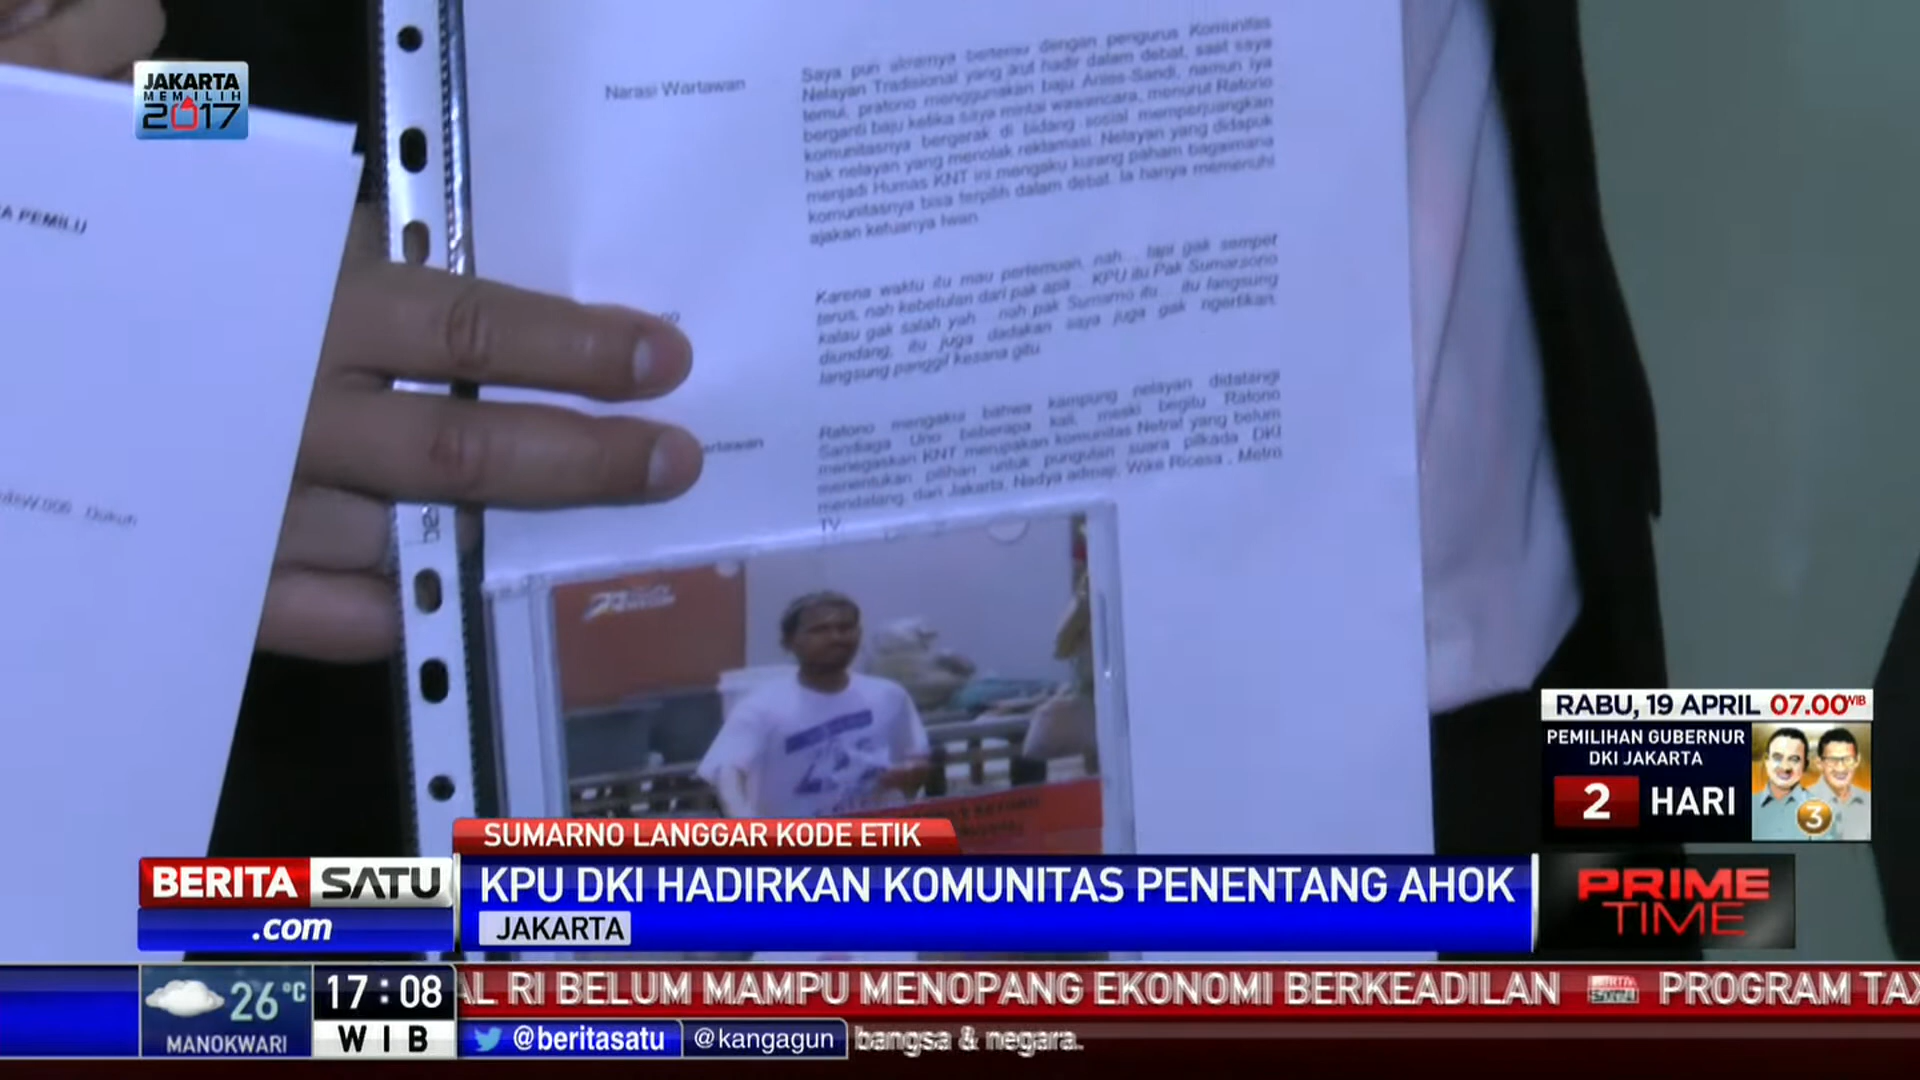 JAKARTA
MEMILIH
2017
A PEMILU
Narasi Wartawan
Saya pun akhirnya bertemu dengan pengurus Komunitas
Nelayan Tradisional yang ikut hadir dalam debat, saat saya
temui, pratono menggunakan baju Anies-Sandi, namun iya
berganti baju ketika saya mintai wawancara, menurut Ratono
komunitasnya bergerak di bidang sosial memperjuangkan
hak nelayan yang menolak reklamasi. Nelayan yang didapuk
menjadi Humas KNT ini mengaku kurang paham bagaimana
komunitasnya bisa terpilih dalam debat. Ia hanya memenuhi
ajakan ketuanya Iwan.
Karena waktu itu mau pertemuan, nah... tapi gak sempet
terus, nah kebetulan dari pak apa .. KPU itu Pak Sumarsono
kalau gak salah yah .. nah pak Sumarno itu .. itu langsung
diundang, itu juga dadakan saya juga gak ngertikan,
langsung panggil kesana gitu.
Ratono mengakui bahwa kampung nelayan didatangi
Sandiaga Uno beberapa kali, meski begitu Ratono
menegaskan KNT merupakan komunitas Netral yang belum
menentukan pilihan untuk pungutan suara pilkada DKI
mendatang, dari Jakarta, Nadya Wira Ricesa , Metro
TV
RABU, 19 APRIL 07.00 WIB
PEMILIHAN GUBERNUR
DKI JAKARTA
2 HARI
3
SUMARNO LANGGAR KODE ETIK
BERITA SATU
.com
KPU DKI HADIRKAN KOMUNITAS PENENTANG AHOK
JAKARTA
PRIME
TIME
26°C
MANOKWARI
17:08
WIB
AL RI BELUM MAMPU MENOPANG EKONOMI BERKEADILAN PROGRAM TAX
@beritasatu @kangagun bangsa & negara.